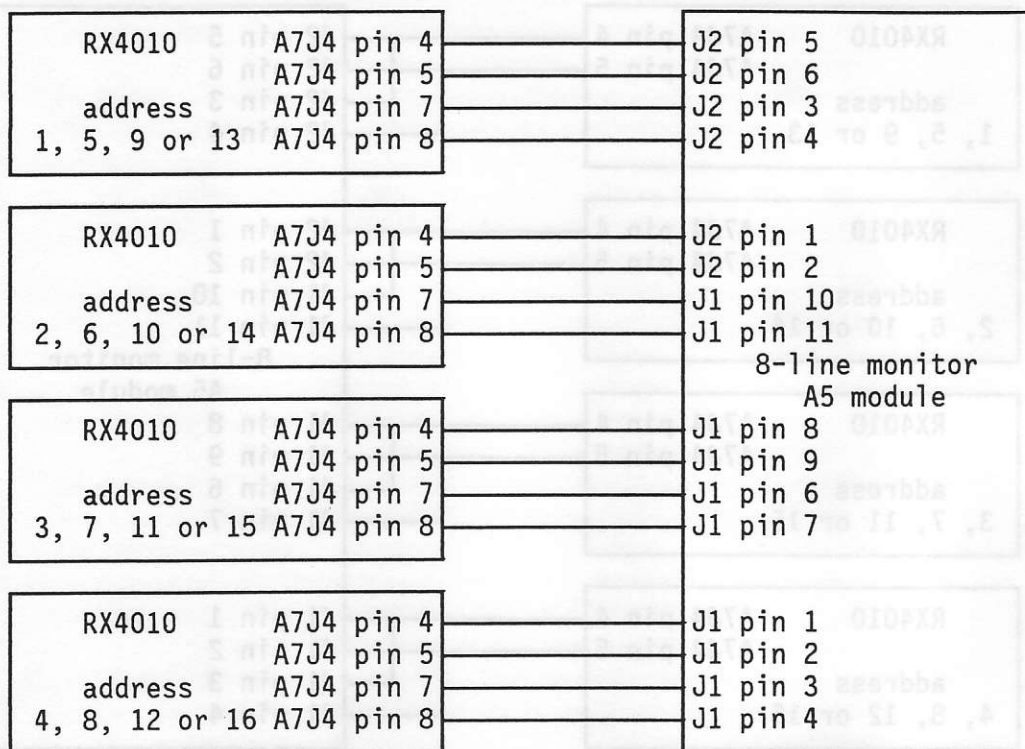 RX4010 A7J4 pin 4 J2 pin 5
A7J4 pin 5 J2 pin 6
address A7J4 pin 7 J2 pin 3
1, 5, 9 or 13 A7J4 pin 8 J2 pin 4
RX4010 A7J4 pin 4 J2 pin 1
A7J4 pin 5 J2 pin 2
address A7J4 pin 7 J1 pin 10
2, 6, 10 or 14 A7J4 pin 8 J1 pin 11
8-line monitor
A5 module
RX4010 A7J4 pin 4 J1 pin 8
A7J4 pin 5 J1 pin 9
address A7J4 pin 7 J1 pin 6
3, 7, 11 or 15 A7J4 pin 8 J1 pin 7
RX4010 A7J4 pin 4 J1 pin 1
A7J4 pin 5 J1 pin 2
address A7J4 pin 7 J1 pin 3
4, 8, 12 or 16 A7J4 pin 8 J1 pin 4